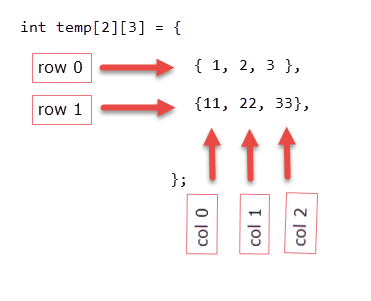 int temp[2][3] = {
row 0 { 1, 2, 3 },
row 1 {11, 22, 33},
};
col 0 col 1 col 2